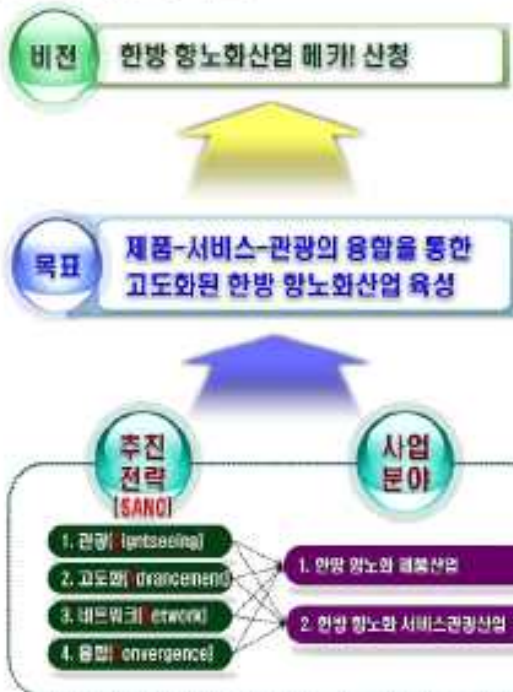 비전
한방 항노화산업 메카! 산청
목표
제품-서비스-관광의 융합을 통한
고도화된 한방 항노화산업 육성
추진
전략
[SANC]
사업
분야
1. 관광(Sightseeing)
2. 고도화(Advancement)
3. 네트워크(Network)
4. 융합(Convergence)
1. 한방 항노화 제품산업
2. 한방 항노화 서비스관광산업